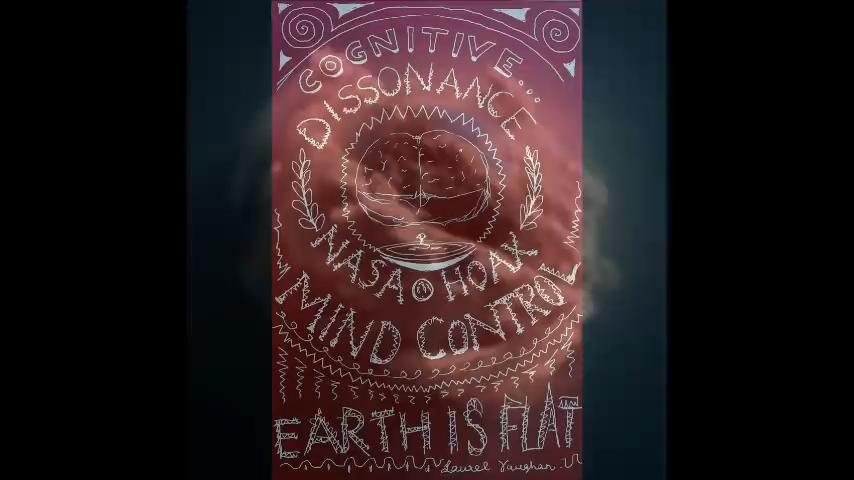 COGNITIVE...
DISSONANCE
NASA HOAX
MIND CONTROL
EARTH IS FLAT
Laurel Vaughan